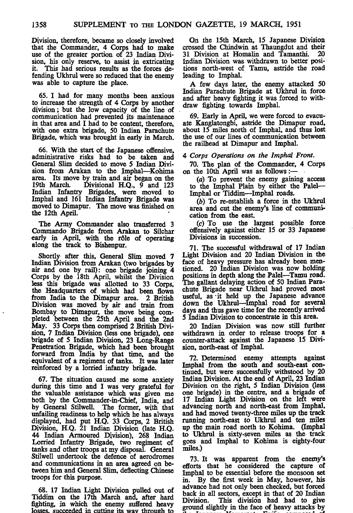 1358 SUPPLEMENT TO THE LONDON GAZETTE, 19 MARCH, 1951
Division, therefore, became so closely involved
that the Commander, 4 Corps had to make
use of the greater portion of 23 Indian Divi-
sion, his only reserve, to assist in extricating
it. This had serious results as the forces de-
fending Ukhrul were so reduced that the enemy
was able to capture the place.
65. I had for many months been anxious
to increase the strength of 4 Corps by another
division; but the low capacity of the line of
communication had prevented its maintenance
in that area and I had to be content, therefore,
with one extra brigade, 50 Indian Parachute
Brigade, which was brought in early in March.
66. With the start of the Japanese offensive,
administrative risks had to be taken and
General Slim decided to move 5 Indian Divi-
sion from Arakan to the Imphal—Kohima
area. Its move by train and air began on the
19th March. Divisional H.Q., 9 and 123
Indian Infantry Brigades, were moved to
Imphal and 161 Indian Infantry Brigade was
moved to Dimapur. The move was finished on
the 12th April.
The Army Commander also transferred 3
Commando Brigade from Arakan to Silchar
early in April, with the rôle of operating
along the track to Bishenpur.
Shortly after this, General Slim moved 7
Indian Division from Arakan (two brigades by
air and one by rail): one brigade joining 4
Corps by the 18th April, whilst the Division
less this brigade was allotted to 33 Corps,
the Headquarters of which had been flown
from India to the Dimapur area. 2 British
Division was moved by air and train from
Bombay to Dimapur, the move being com-
pleted between the 25th April and the 2nd
May. 33 Corps then comprised 2 British Divi-
sion, 7 Indian Division (less one brigade), one
brigade of 5 Division, 23 Long-Range
Penetration Brigade, which had been brought
forward from India by that time, and the
equivalent of a regiment of tanks. It was later
reinforced by a lorried infantry brigade.
67. The situation caused me some anxiety
during this time and I was very grateful for
the valuable assistance which was given me
both by the Commander-in-Chief, India, and
by General Stilwell. The former, with that
unfailing readiness to help which he has always
displayed, had put H.Q. 33 Corps, 2 British
Division, H.Q. 21 Indian Division (late H.Q.
44 Indian Armoured Division), 268 Indian
Lorried Infantry Brigade, two regiment of
tanks and other troops at my disposal. General
Stilwell undertook the defence of aerodromes
and communications in an area agreed on be-
tween him and General Slim, deflecting Chinese
troops for this purpose.
68. 17 Indian Light Division pulled out of
Tiddim on the 17th March and, after hard
fighting, in which the enemy suffered heavy
losses, succeeded in cutting its way through to
On the 15th March, 15 Japanese Division
crossed the Chindwin at Thaungdut and their
31 Division at Homalin and Tamanthi. 20
Indian Division was withdrawn to better posi-
tions north-west of Tamu, astride the road
leading to Imphal.
A few days later, the enemy attacked 50
Indian Parachute Brigade at Ukhrul in force
and after heavy fighting it was forced to with-
draw fighting towards Imphal.
69. Early in April, we were forced to evacu-
ate Kanglatongbi, astride the Dimapur road,
about 15 miles north of Imphal, and thus lost
the use of our lines of communication between
the railhead at Dimapur and Imphal.
4 Corps Operations on the Imphal Front.
70. The plan of the Commander, 4 Corps
on the 10th April was as follows:—
(a) To prevent the enemy gaining access
to the Imphal Plain by either the Palel—
Imphal or Tiddim—Imphal roads.
(b) To re-establish a force in the Ukhrul
area and cut the enemy's line of communi-
cation from the east.
(c) To use the largest possible force
offensively against either 15 or 33 Japanese
Divisions in succession.
71. The successful withdrawal of 17 Indian
Light Division and 20 Indian Division in the
face of heavy pressure has already been men-
tioned. 20 Indian Division was now holding
positions in depth along the Palel—Tamu road.
The gallant delaying action of 50 Indian Para-
chute Brigade near Ukhrul had proved most
useful, as it held up the Japanese advance
down the Ukhrul—Imphal road for several
days and thus gave time for the recently arrived
5 Indian Division to concentrate in this area.
20 Indian Division was now still further
withdrawn in order to release troops for a
counter-attack against the Japanese 15 Divi-
sion, north-east of Imphal.
72. Determined enemy attempts against
Imphal from the south and south-east con-
tinued, but were successfully withstood by 20
Indian Division. At the end of April, 23 Indian
Division on the right, 5 Indian Division (less
one brigade) in the centre, and a brigade of
17 Indian Light Division on the left were
advancing north and north-east from Imphal,
and had moved twenty-three miles up the track
running north-east to Ukhrul and ten miles
up the main road north to Kohima. (Imphal
to Ukhrul is sixty-seven miles as the track
goes and Imphal to Kohima is eighty-four
miles.)
73. It was apparent from the enemy's
efforts that he considered the capture of
Imphal to be essential before the monsoon set
in. By the first week in May, however, his
advance had not only been checked, but forced
back in all sectors, except in that of 20 Indian
Division. This division had had to give
ground slightly in the face of heavy attacks by